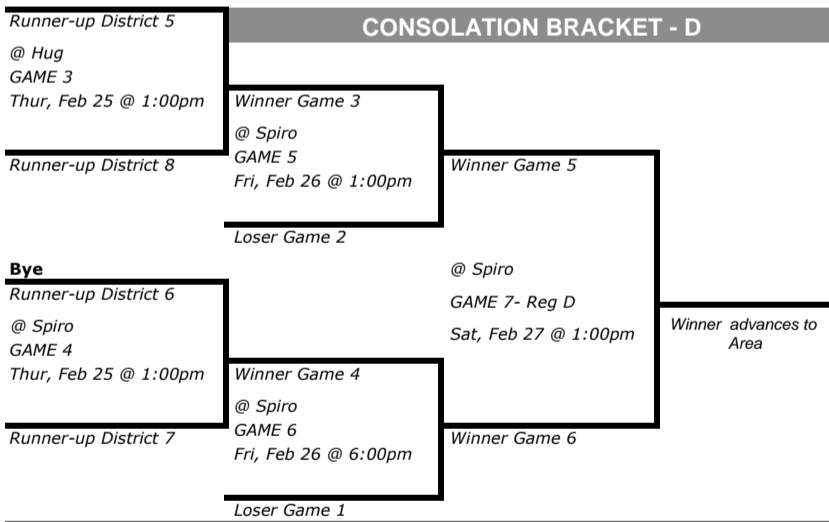 CONSOLATION BRACKET - D
Runner-up District 5
@ Hug
GAME 3
Thur, Feb 25 @ 1:00pm
Runner-up District 8
Winner Game 3
@ Spiro
GAME 5
Fri, Feb 26 @ 1:00pm
Loser Game 2
Bye
Runner-up District 6
@ Spiro
GAME 4
Thur, Feb 25 @ 1:00pm
Runner-up District 7
Winner Game 4
@ Spiro
GAME 6
Fri, Feb 26 @ 6:00pm
Loser Game 1
Winner Game 5
@ Spiro
GAME 7- Reg D
Sat, Feb 27 @ 1:00pm
Winner Game 6
Winner advances to
Area